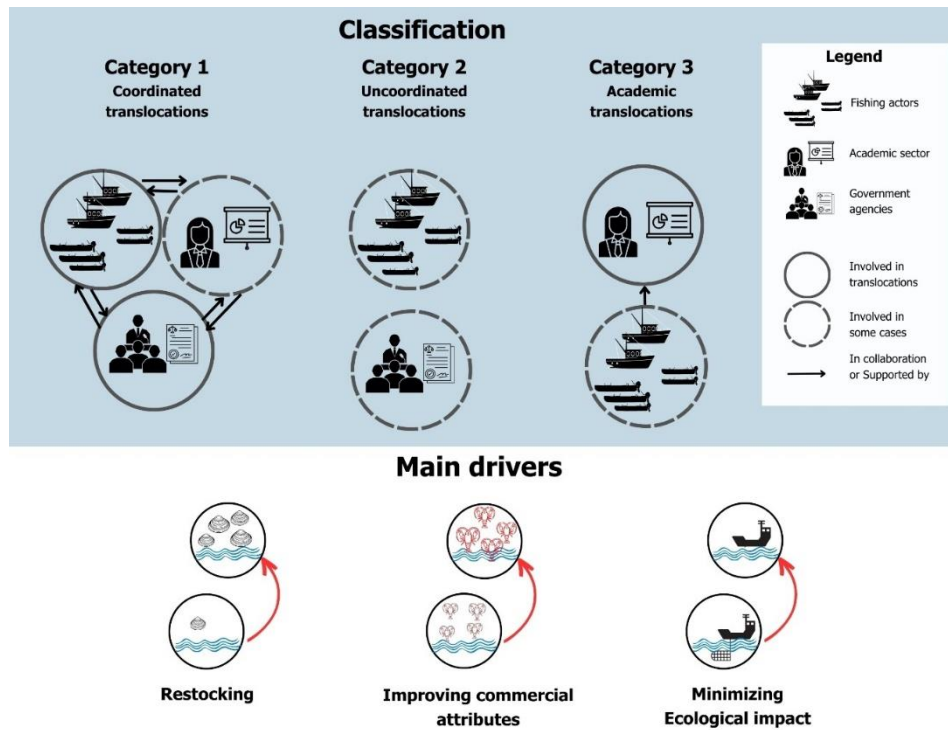 Classification
Category 1
Coordinated
translocations
Category 2
Uncoordinated
translocations
Category 3
Academic
translocations
Legend
Fishing actors
Academic sector
Government
agencies
Involved in
translocations
Involved in
some cases
In collaboration
or Supported by
Main drivers
Restocking
Improving commercial
attributes
Minimizing
Ecological impact